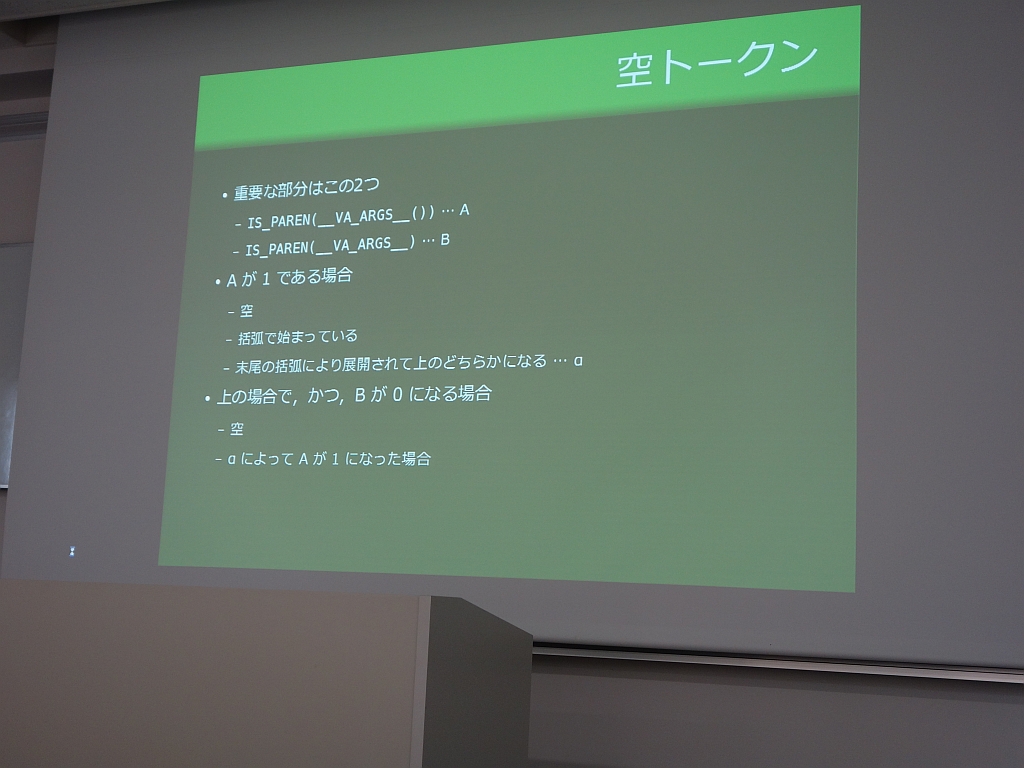 空トークン
• 重要な部分はこの2つ
– IS_PAREN(__VA_ARGS__()) … A
– IS_PAREN(__VA_ARGS__) … B
• A が 1 である場合
– 空
– 括弧で始まっている
– 末尾の括弧により展開されて上のどちらかになる … α
• 上の場合で, かつ, B が 0 になる場合
– 空
– α によって A が 1 になった場合